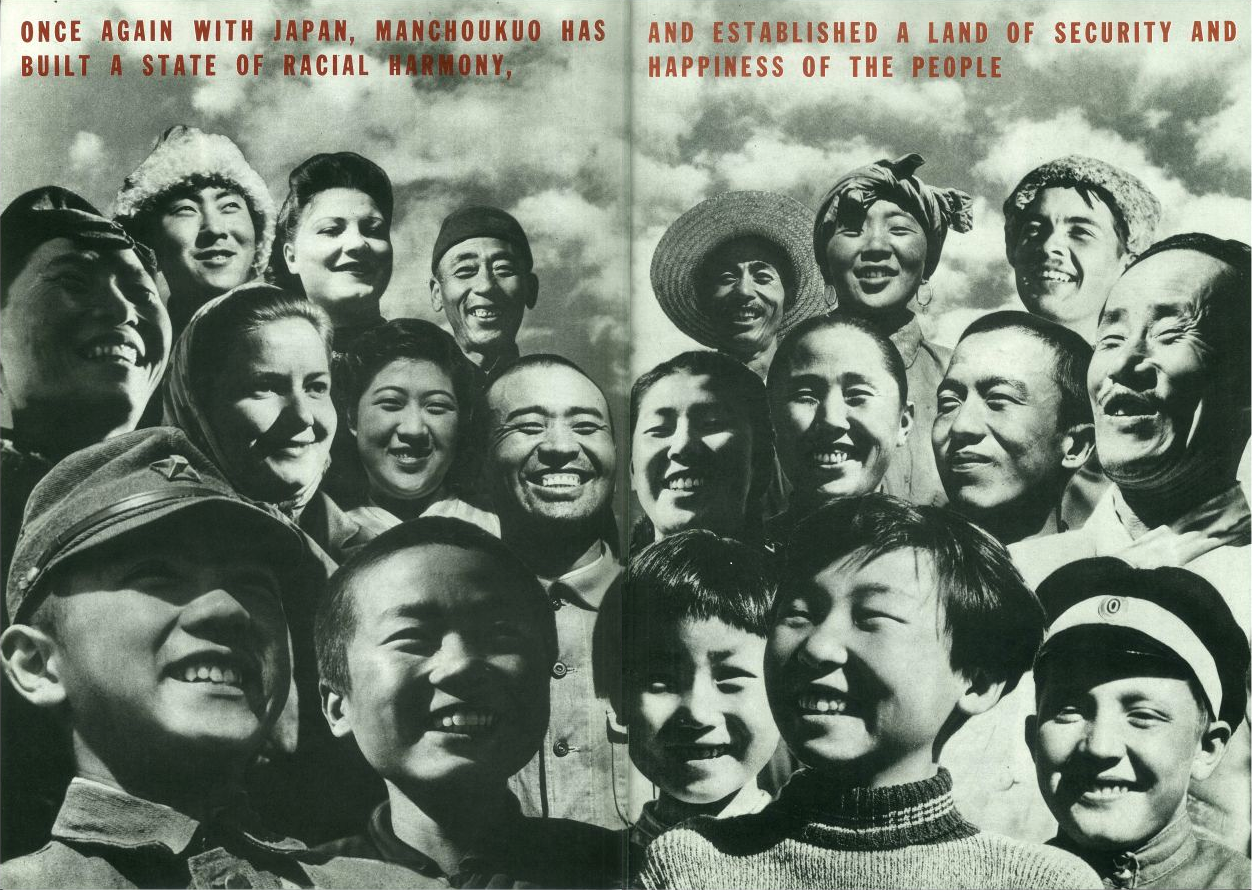 ONCE AGAIN WITH JAPAN, MANCHOUKUO HAS
BUILT A STATE OF RACIAL HARMONY,
AND ESTABLISHED A LAND OF SECURITY AND
HAPPINESS OF THE PEOPLE